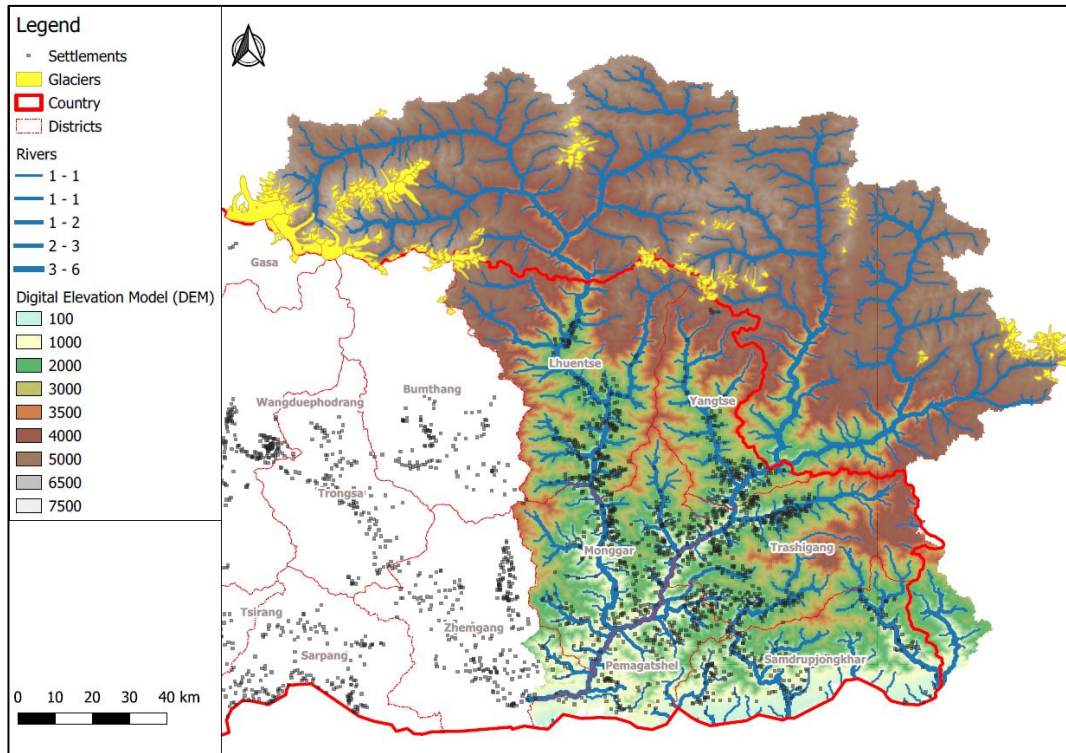 Legend
Settlements
Glaciers
Country
Districts
Rivers
1 - 1
1 - 1
1 - 2
2 - 3
3 - 6
Digital Elevation Model (DEM)
100
1000
2000
3000
3500
4000
5000
6500
7500
0 10 20 30 40 km
Gasa
Lhuentse
Bumthang
Yangtse
Wangduephodrang
Trongsa
Monggar
Trashigang
Tsirang
Zhemgang
Sarpang
Pemagatshel
Samdrupjongkhar